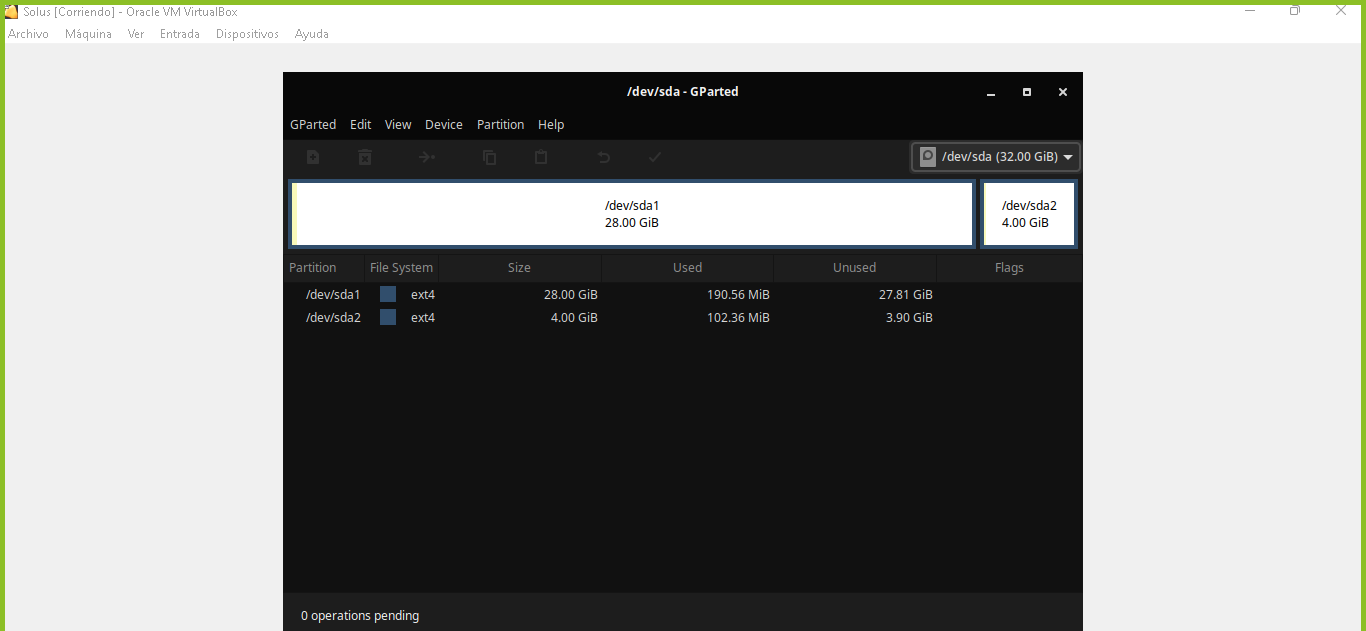 Solus [Corriendo] - Oracle VM VirtualBox
Archivo Máquina Ver Entrada Dispositivos Ayuda
/dev/sda - GParted
GParted Edit View Device Partition Help
/dev/sda (32.00 GiB)
/dev/sda1
28.00 GiB
/dev/sda2
4.00 GiB
Partition File System Size Used Unused Flags
/dev/sda1 ext4 28.00 GiB 190.56 MiB 27.81 GiB
/dev/sda2 ext4 4.00 GiB 102.36 MiB 3.90 GiB
0 operations pending